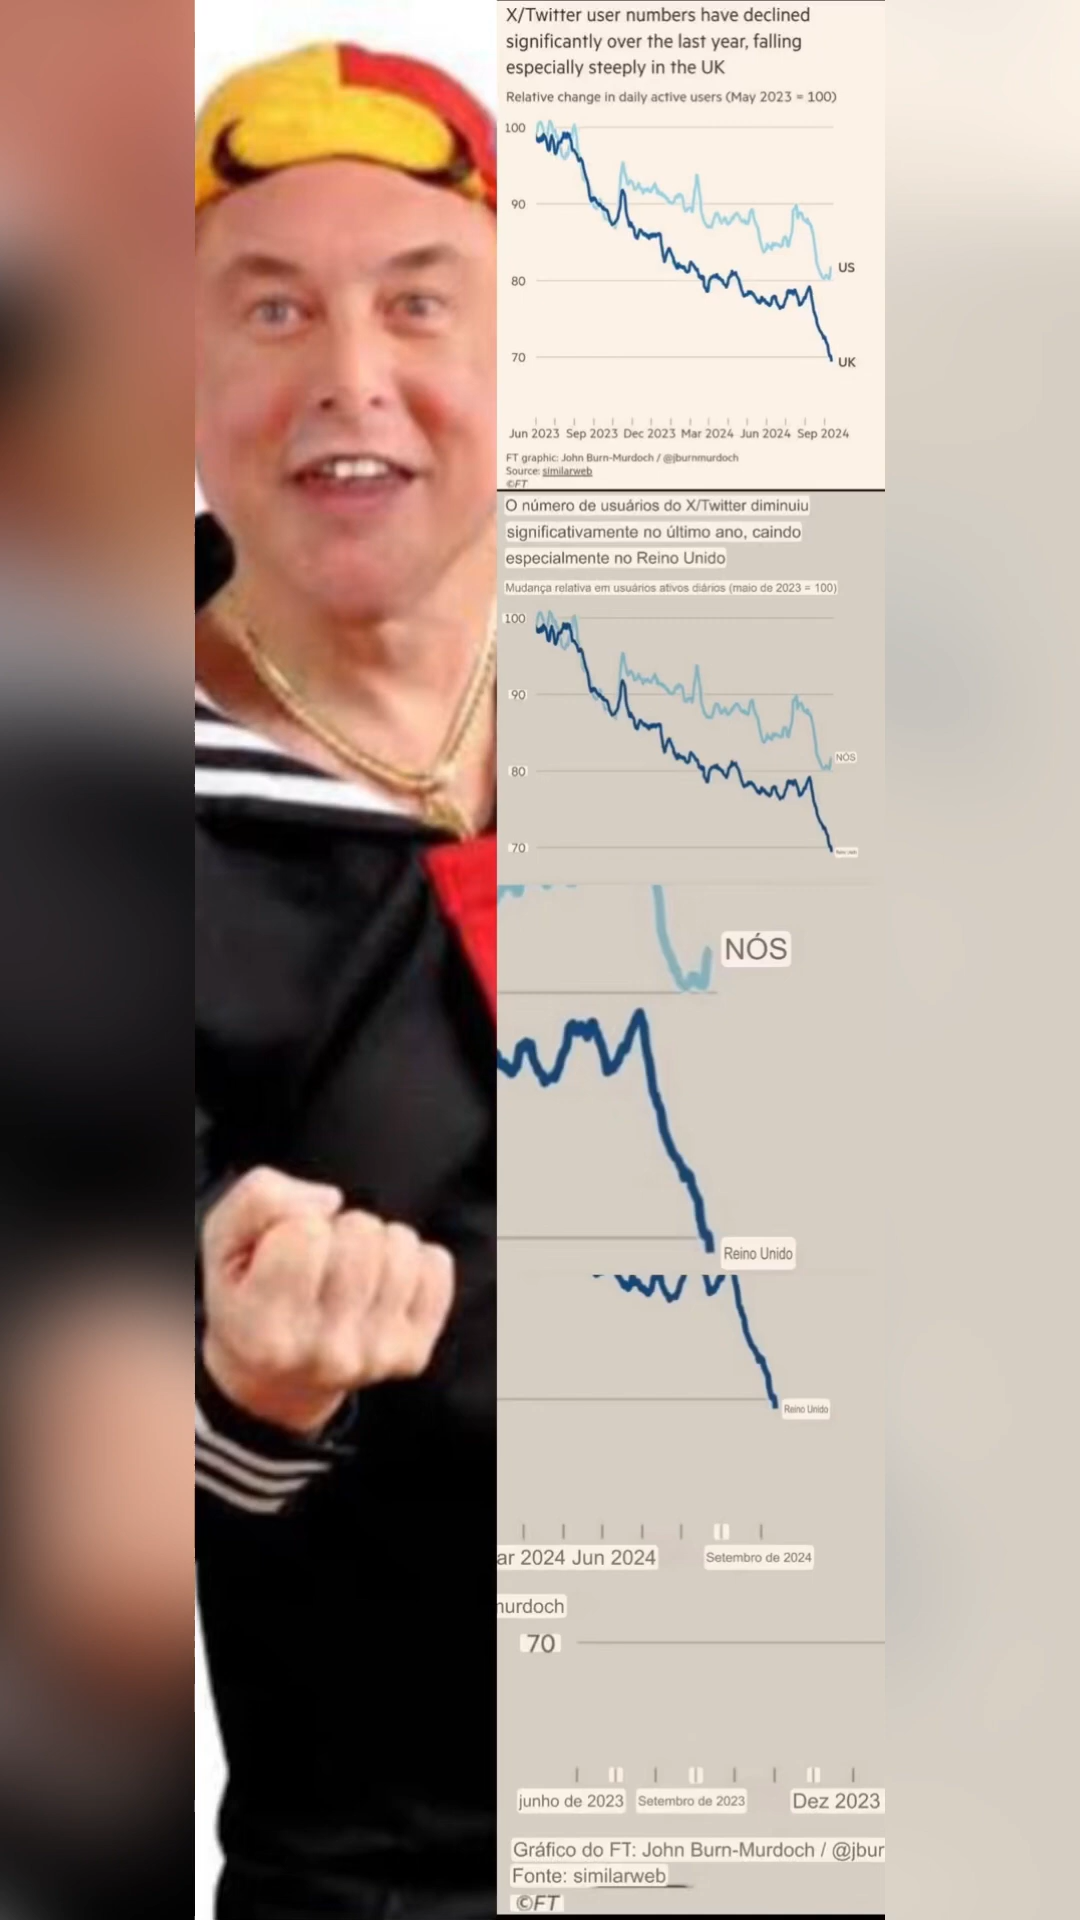 X/Twitter user numbers have declined
significantly over the last year, falling
especially steeply in the UK
Relative change in daily active users (May 2023 = 100)
100
90
80
70
US
UK
Jun 2023 Sep 2023 Dec 2023 Mar 2024 Jun 2024 Sep 2024
FT graphic: John Burn-Murdoch / @jburnmurdoch
Source: similarweb
©FT
O número de usuários do X/Twitter diminuiu
significativamente no último ano, caindo
especialmente no Reino Unido
Mudança relativa em usuários ativos diários (maio de 2023 = 100)
100
90
80
70
NÓS
NÓS
Reino Unido
Reino Unido
ar 2024 Jun 2024 Setembro de 2024
murdoch
70
junho de 2023 Setembro de 2023 Dez 2023
Gráfico do FT: John Burn-Murdoch / @jbur
Fonte: similarweb
©FT